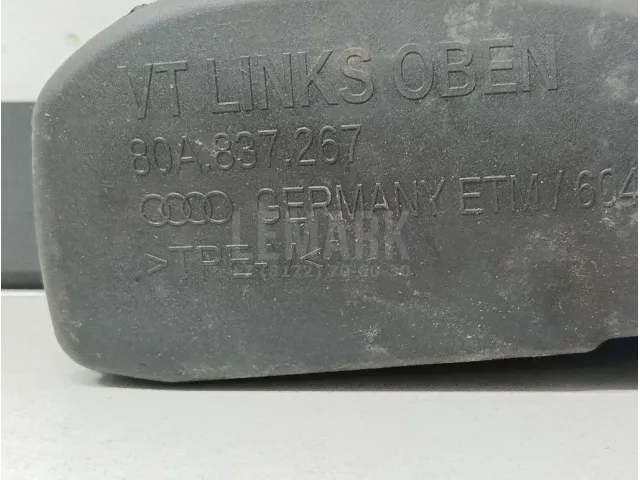 VT LINKS OBEN
80A.837.267
GERMANY ETM / 604
LEMARK
>TPE- <